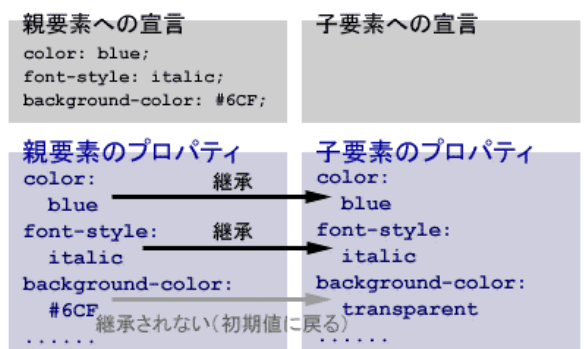 親要素への宣言
color: blue;
font-style: italic;
background-color: #6CF;
子要素への宣言
親要素のプロパティ
color:
blue
font-style:
italic
background-color:
#6CF
......
継承
継承
継承されない(初期値に戻る)
子要素のプロパティ
color:
blue
font-style:
italic
background-color:
transparent
......